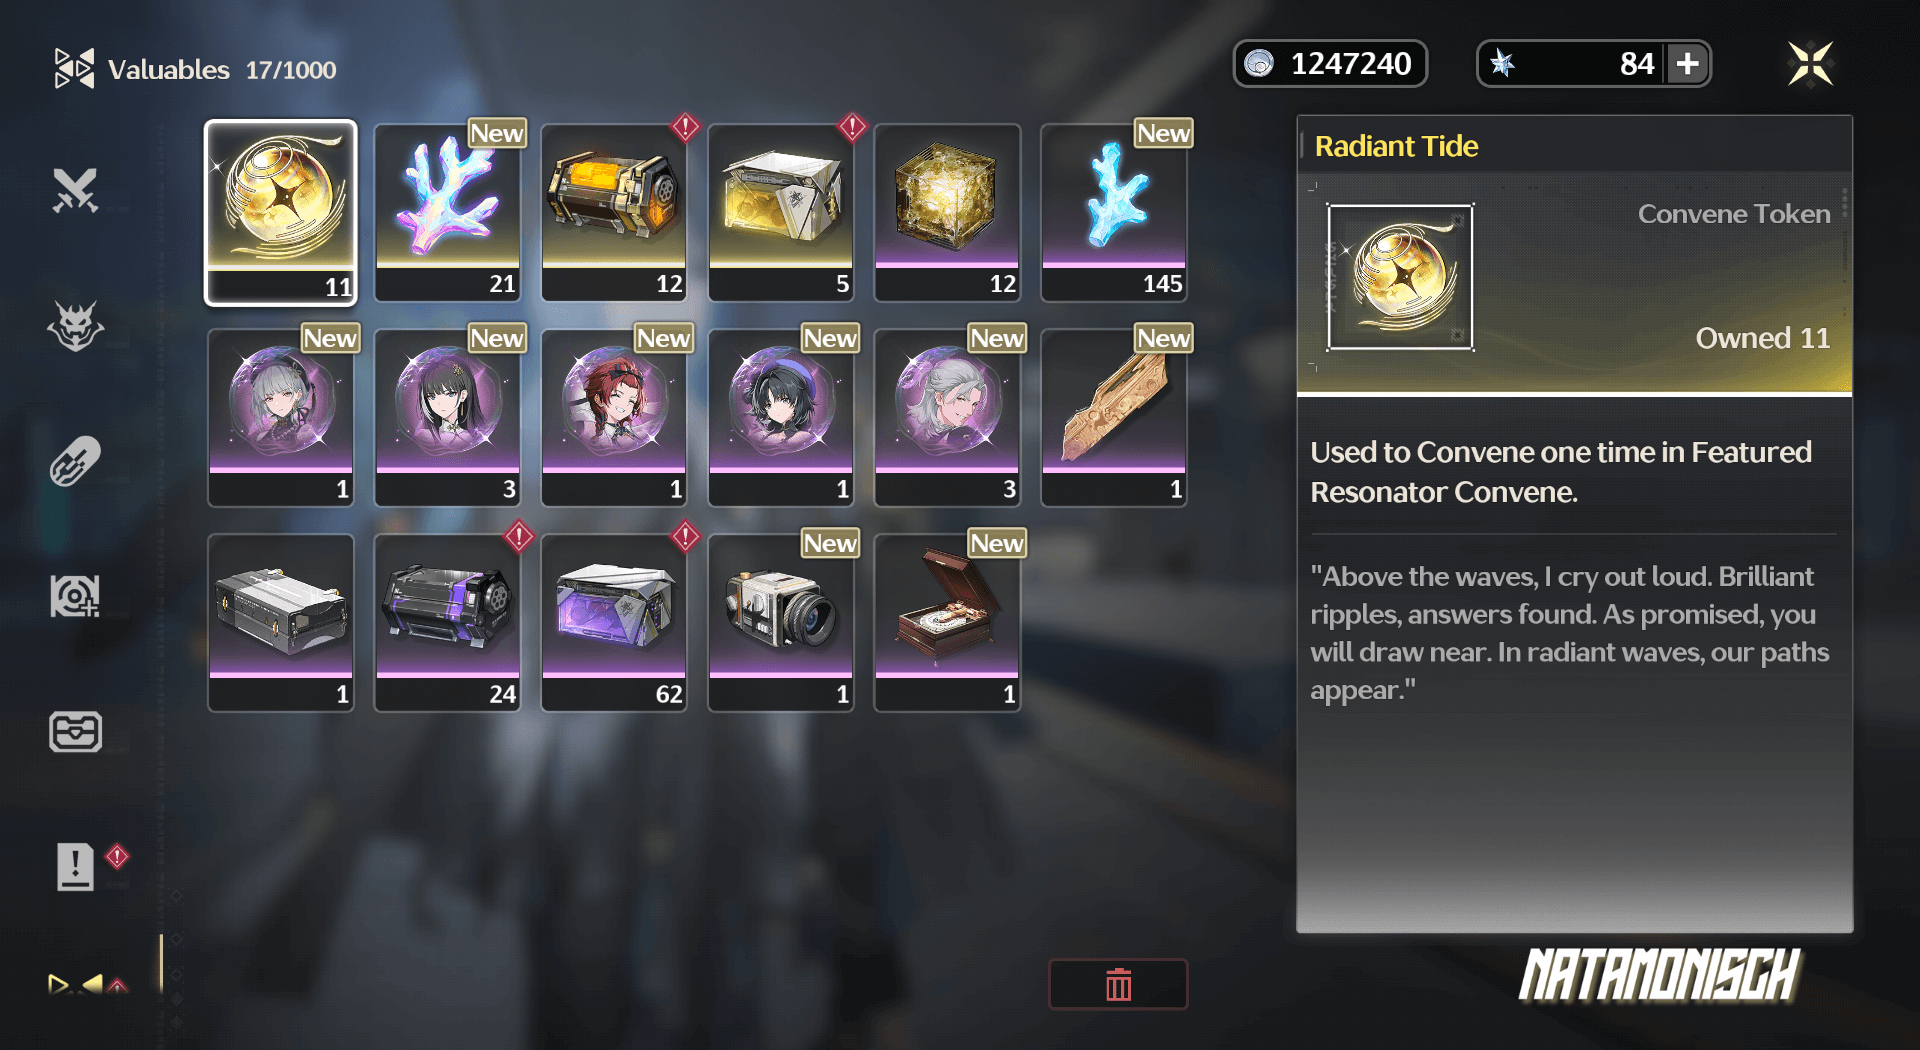 Valuables 17/1000
1247240
84
11
New
21
12
5
12
New
145
New
1
New
3
New
1
New
1
New
3
New
1
1
24
62
New
1
New
1
Radiant Tide
Convene Token
Owned 11
Used to Convene one time in Featured
Resonator Convene.
"Above the waves, I cry out loud. Brilliant
ripples, answers found. As promised, you
will draw near. In radiant waves, our paths
appear."
NATAMONISCH